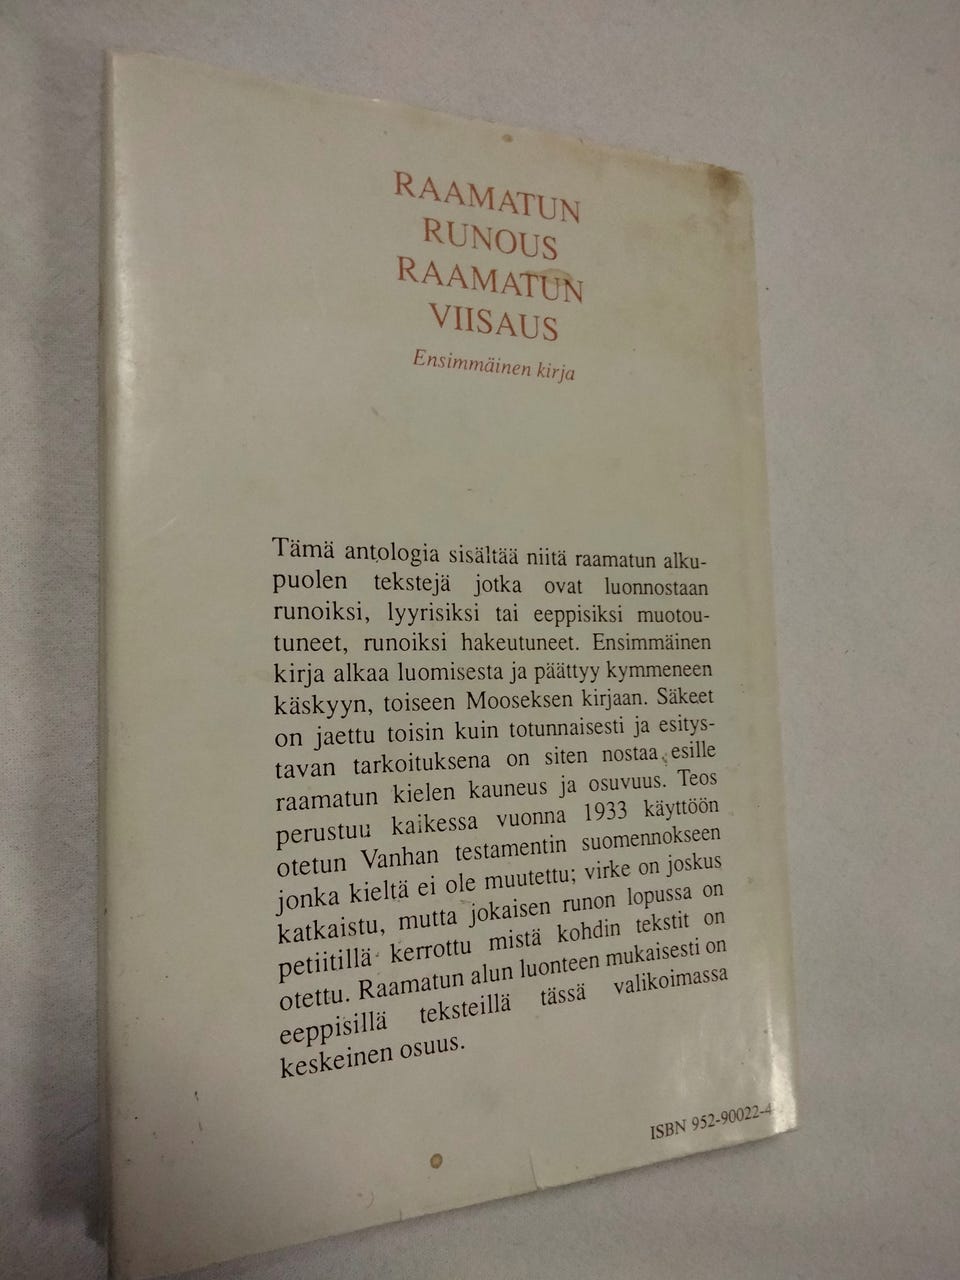 RAAMATUN
RUNOUS
RAAMATUN
VIISAUS
Ensimmäinen kirja
Tämä antologia sisältää niitä raamatun alku-
puolen tekstejä jotka ovat luonnostaan
runoiksi, lyyrisiksi tai eeppisiksi muotou-
tuneet, runoiksi hakeutuneet. Ensimmäinen
kirja alkaa luomisesta ja päättyy kymmeneen
käskyyn, toiseen Mooseksen kirjaan. Säkeet
on jaettu toisin kuin totunnaisesti ja esitys-
tavan tarkoituksena on siten nostaa esille
raamatun kielen kauneus ja osuvuus. Teos
perustuu kaikessa vuonna 1933 käyttöön
otetun Vanhan testamentin suomennokseen
jonka kieltä ei ole muutettu; virke on joskus
katkaistu, mutta jokaisen runon lopussa on
petiitillä kerrottu mistä kohdin tekstit on
otettu. Raamatun alun luonteen mukaisesti on
eeppisillä teksteillä tässä valikoimassa
keskeinen osuus.
ISBN 952-90022-4